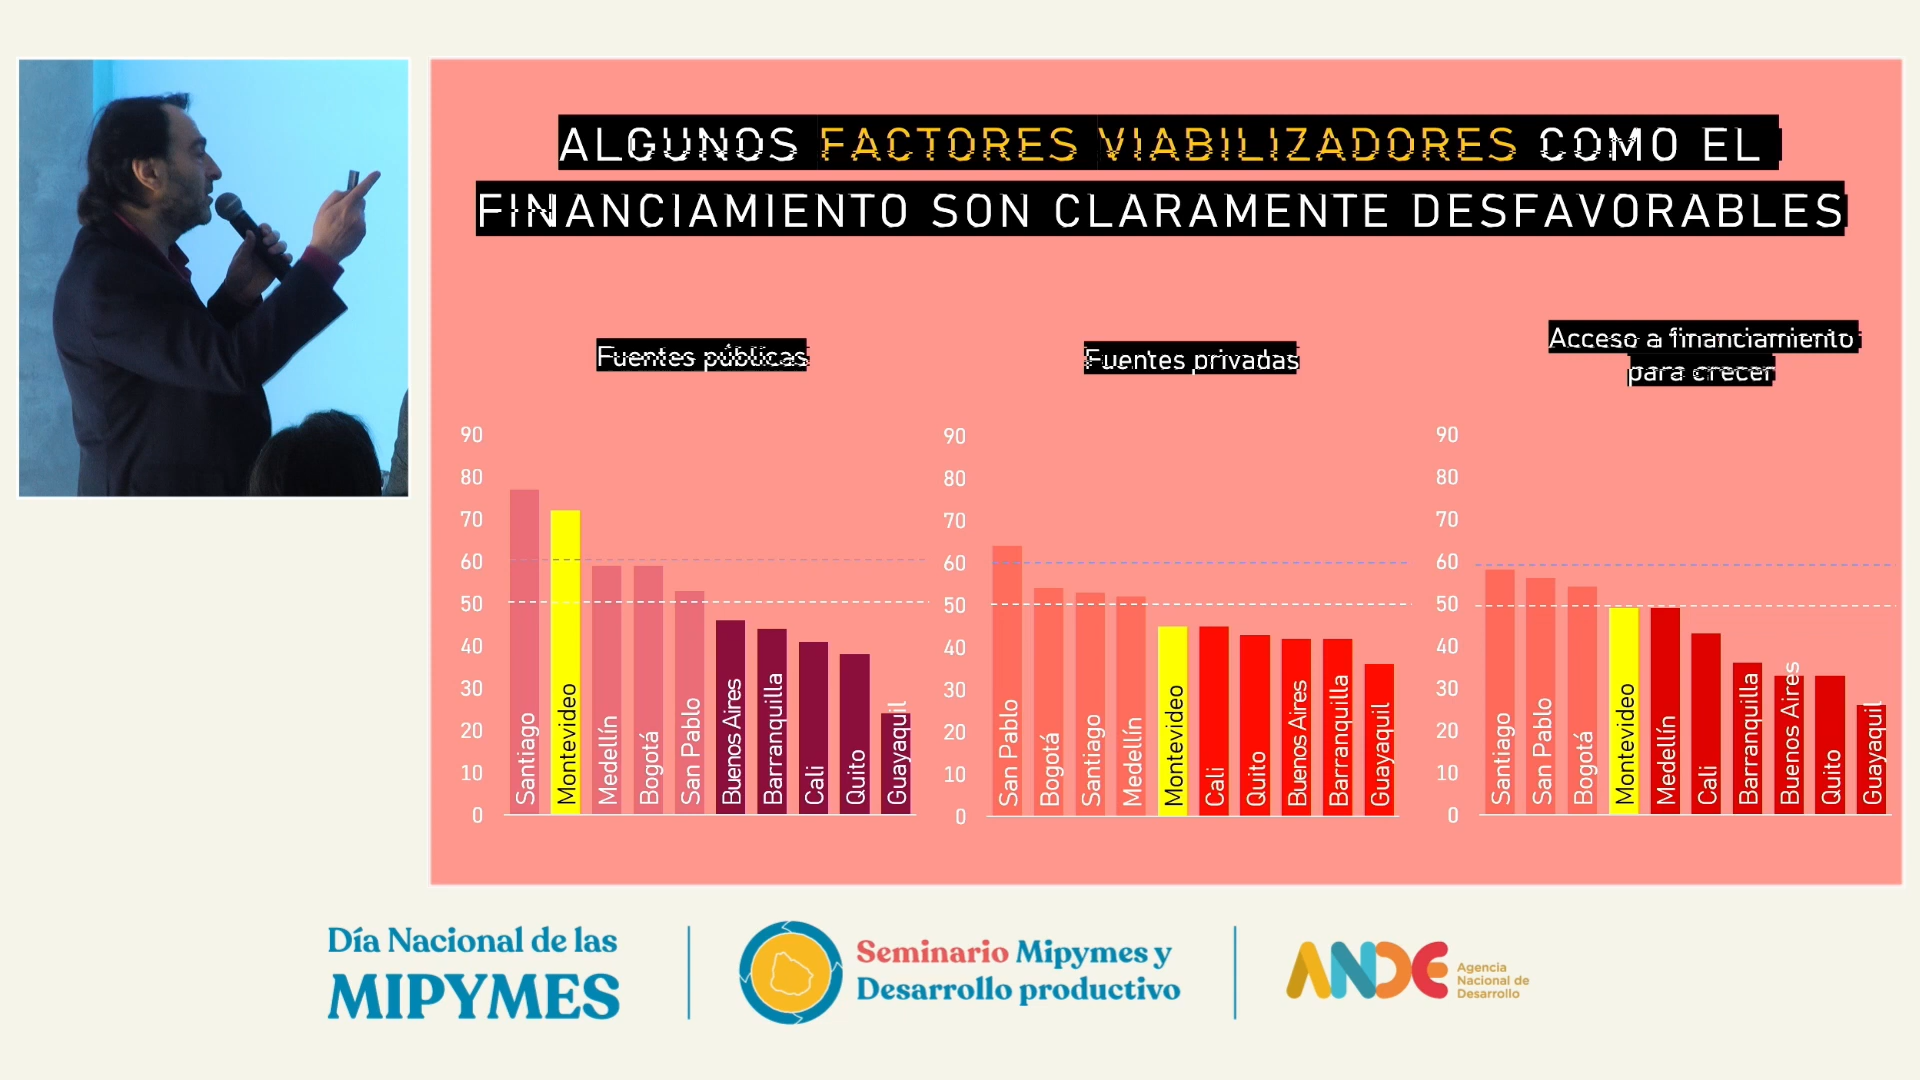 ALGUNOS FACTORES VIABILIZADORES COMO EL
FINANCIAMIENTO SON CLARAMENTE DESFAVORABLES
Fuentes públicas
90
80
70
60
50
40
30
20
10
0
Santiago
Montevideo
Medellín
Bogotá
San Pablo
Buenos Aires
Barranquilla
Cali
Quito
Guayaquil
Fuentes privadas
90
80
70
60
50
40
30
20
10
0
San Pablo
Bogotá
Santiago
Medellín
Montevideo
Cali
Quito
Buenos Aires
Barranquilla
Guayaquil
Acceso a financiamiento
para crecer
90
80
70
60
50
40
30
20
10
0
Santiago
San Pablo
Bogotá
Montevideo
Medellín
Cali
Barranquilla
Buenos Aires
Quito
Guayaquil
Día Nacional de las
MIPYMES
Seminario Mipymes y
Desarrollo productivo
ANDE
Agencia
Nacional de
Desarrollo